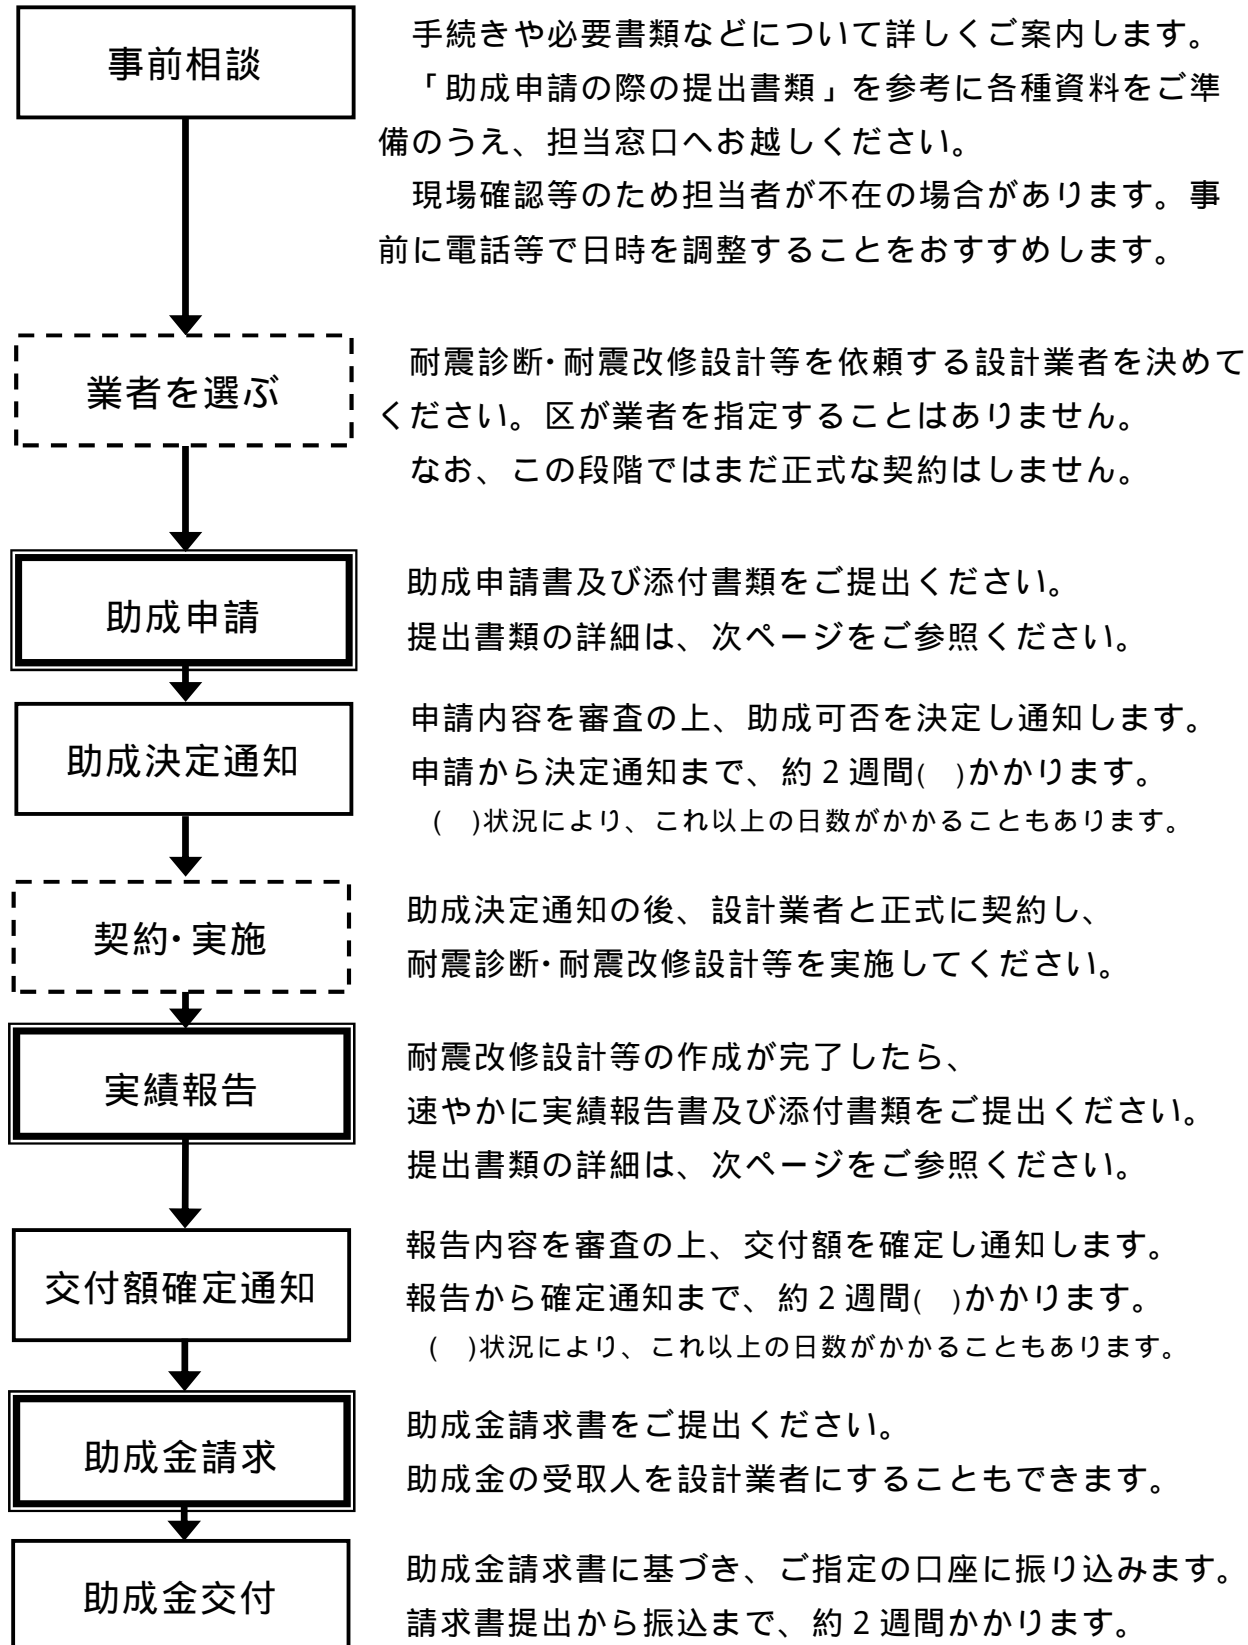 事前相談
手続きや必要書類などについて詳しくご案内します。
「助成申請の際の提出書類」を参考に各種資料をご準
備のうえ、担当窓口へお越しください。
現場確認等のため担当者が不在の場合があります。事
前に電話等で日時を調整することをおすすめします。
業者を選ぶ
耐震診断・耐震改修設計等を依頼する設計業者を決めて
ください。区が業者を指定することはありません。
なお、この段階ではまだ正式な契約はしません。
助成申請
助成申請書及び添付書類をご提出ください。
提出書類の詳細は、次ページをご参照ください。
助成決定通知
申請内容を審査の上、助成可否を決定し通知します。
申請から決定通知まで、約２週間(　)かかります。
(　)状況により、これ以上の日数がかかることもあります。
契約・実施
助成決定通知の後、設計業者と正式に契約し、
耐震診断・耐震改修設計等を実施してください。
実績報告
耐震改修設計等の作成が完了したら、
速やかに実績報告書及び添付書類をご提出ください。
提出書類の詳細は、次ページをご参照ください。
交付額確定通知
報告内容を審査の上、交付額を確定し通知します。
報告から確定通知まで、約２週間(　)かかります。
(　)状況により、これ以上の日数がかかることもあります。
助成金請求
助成金請求書をご提出ください。
助成金の受取人を設計業者にすることもできます。
助成金交付
助成金請求書に基づき、ご指定の口座に振り込みます。
請求書提出から振込まで、約２週間かかります。